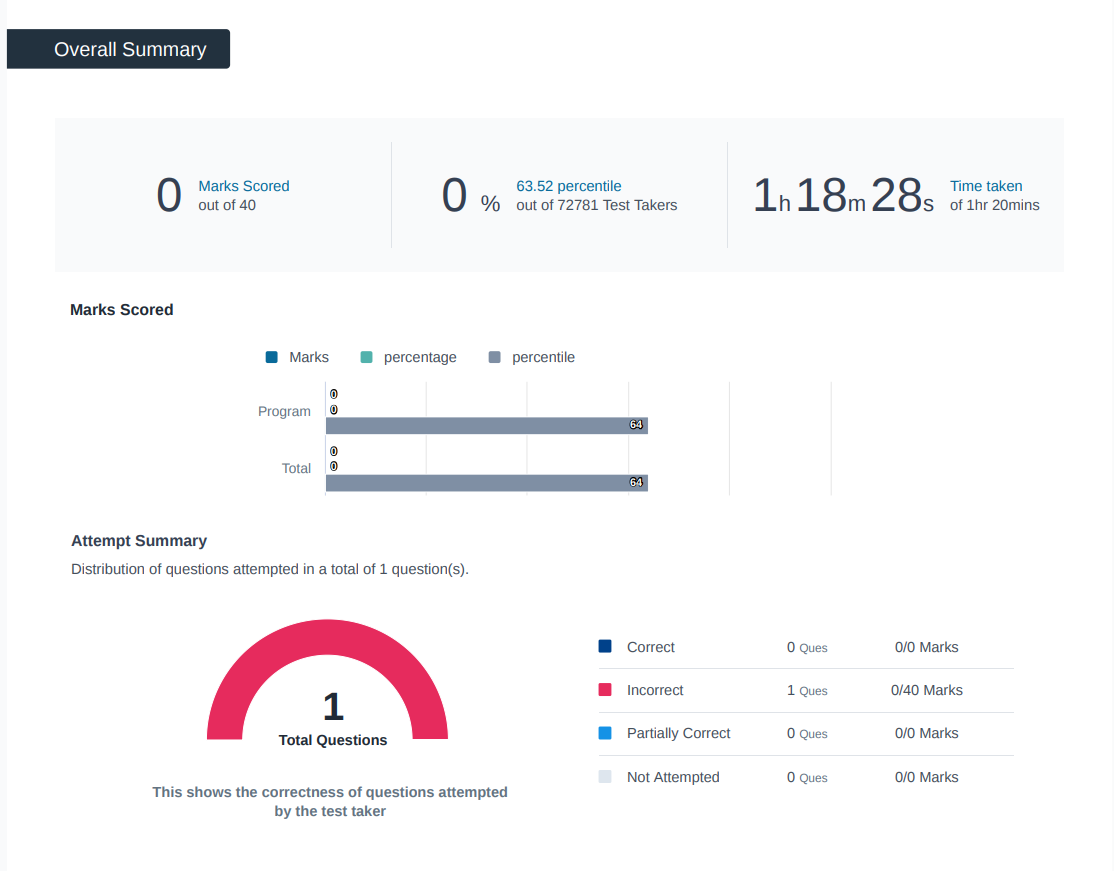 Overall Summary
0 Marks Scored
out of 40
0 % 63.52 percentile
out of 72781 Test Takers
1h 18m 28s Time taken
of 1hr 20mins
Marks Scored
Marks percentage percentile
0
Program 0
64
0
Total 0
64
Attempt Summary
Distribution of questions attempted in a total of 1 question(s).
1
Total Questions
This shows the correctness of questions attempted
by the test taker
Correct 0 Ques 0/0 Marks
Incorrect 1 Ques 0/40 Marks
Partially Correct 0 Ques 0/0 Marks
Not Attempted 0 Ques 0/0 Marks